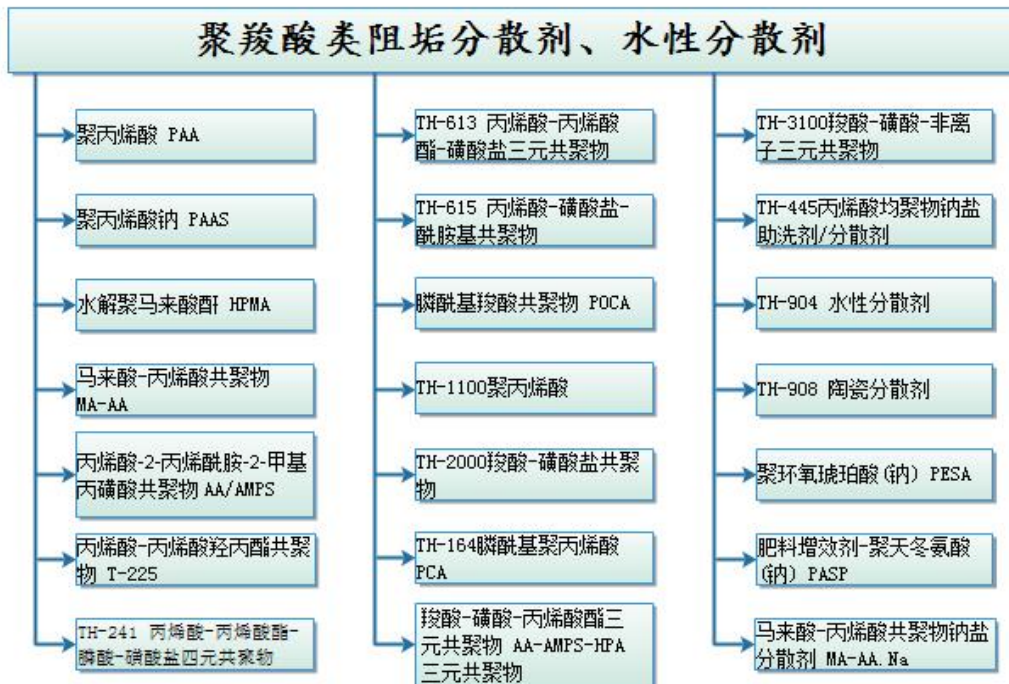 聚羧酸类阻垢分散剂、水性分散剂
聚丙烯酸 PAA
聚丙烯酸钠 PAAS
水解聚马来酸酐 HPMA
马来酸-丙烯酸共聚物
MA-AA
丙烯酸-2-丙烯酰胺-2-甲基
丙磺酸共聚物 AA/AMPS
丙烯酸-丙烯酸羟丙酯共聚
物 T-225
TH-241 丙烯酸-丙烯酸酯-
膦酸-磺酸盐四元共聚物
TH-613 丙烯酸-丙烯酸
酯-磺酸盐三元共聚物
TH-615 丙烯酸-磺酸盐-
酰胺基共聚物
膦酰基羧酸共聚物 POCA
TH-1100聚丙烯酸
TH-2000羧酸-磺酸盐共聚
物
TH-164膦酰基聚丙烯酸
PCA
羧酸-磺酸-丙烯酸酯三
元共聚物 AA-AMPS-HPA
三元共聚物
TH-3100羧酸-磺酸-非离
子三元共聚物
TH-445丙烯酸均聚物钠盐
助洗剂/分散剂
TH-904 水性分散剂
TH-908 陶瓷分散剂
聚环氧琥珀酸(钠) PESA
肥料增效剂-聚天冬氨酸
(钠) PASP
马来酸-丙烯酸共聚物钠盐
分散剂 MA-AA.Na